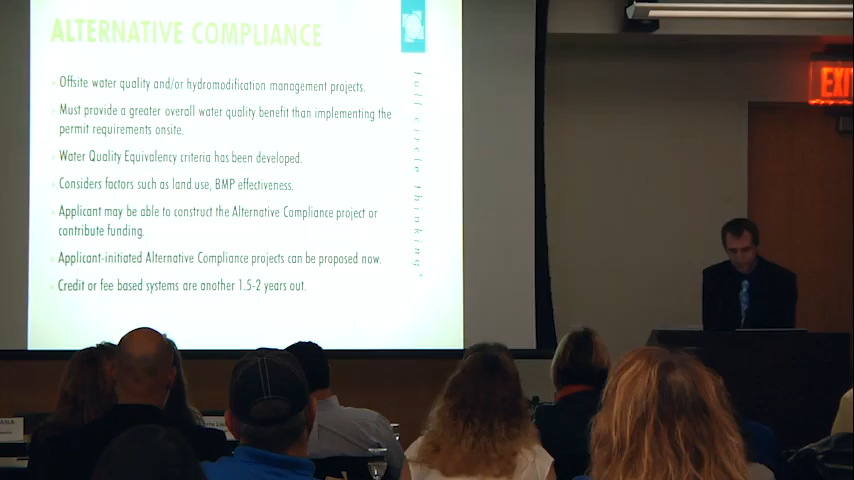 ALTERNATIVE COMPLIANCE
Offsite water quality and/or hydromodification management projects.
Must provide a greater overall water quality benefit than implementing the
permit requirements onsite.
Water Quality Equivalency criteria has been developed.
Considers factors such as land use, BMP effectiveness.
Applicant may be able to construct the Alternative Compliance project or
contribute funding.
Applicant-initiated Alternative Compliance projects can be proposed now.
Credit or fee based systems are another 1.5-2 years out.
full circle thinking
EXI